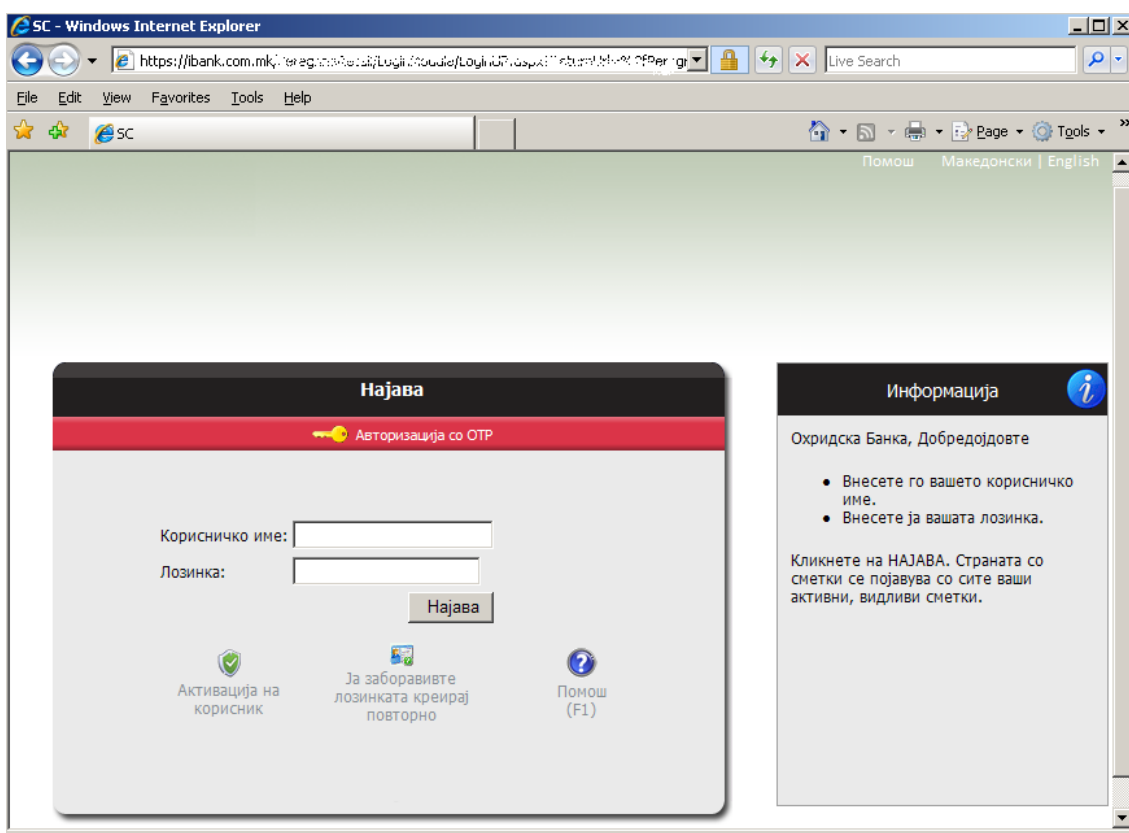 SC - Windows Internet Explorer
https://ibank.com.mk/
Live Search
File Edit View Favorites Tools Help
SC
Page Tools »
Помош Македонски | English
Најава
Авторизација со OTP
Корисничко име:
Лозинка:
Најава
Активација на
корисник
Ја заборавивте
лозинката креирај
повторно
Помош
(F1)
Информација
Охридска Банка, Добредојдовте
• Внесете го вашето корисничко
име.
• Внесете ја вашата лозинка.
Кликнете на НАЈАВА. Страната со
сметки се појавува со сите ваши
активни, видливи сметки.